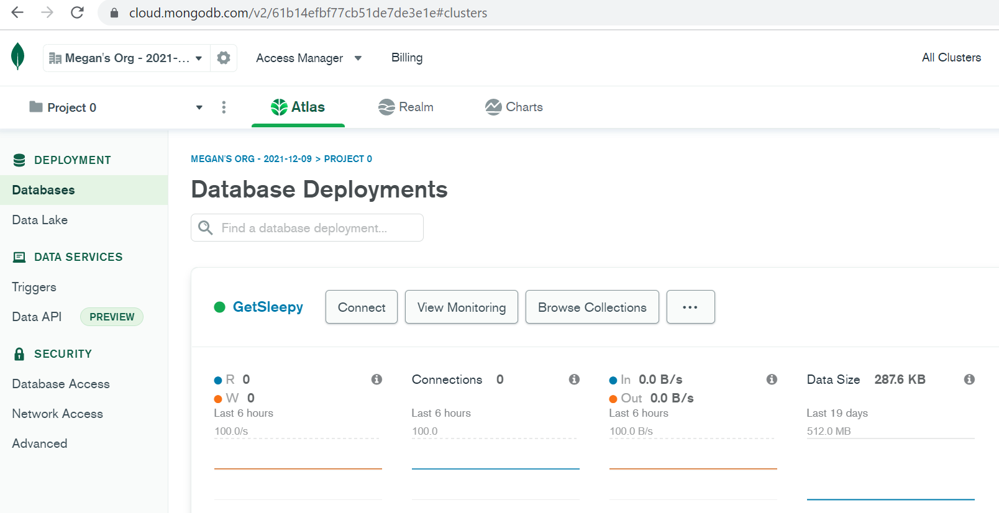 cloud.mongodb.com/v2/61b14efbf77cb51de7de3e1e#clusters
Megan's Org - 2021-...
Access Manager
Billing
All Clusters
Project 0
Atlas
Realm
Charts
DEPLOYMENT
Databases
Data Lake
DATA SERVICES
Triggers
Data API PREVIEW
SECURITY
Database Access
Network Access
Advanced
MEGAN'S ORG - 2021-12-09 > PROJECT 0
Database Deployments
Find a database deployment...
GetSleepy
Connect
View Monitoring
Browse Collections
...
R 0
W 0
Last 6 hours
100.0/s
Connections 0
Last 6 hours
100.0
In 0.0 B/s
Out 0.0 B/s
Last 6 hours
100.0 B/s
Data Size 287.6 KB
Last 19 days
512.0 MB